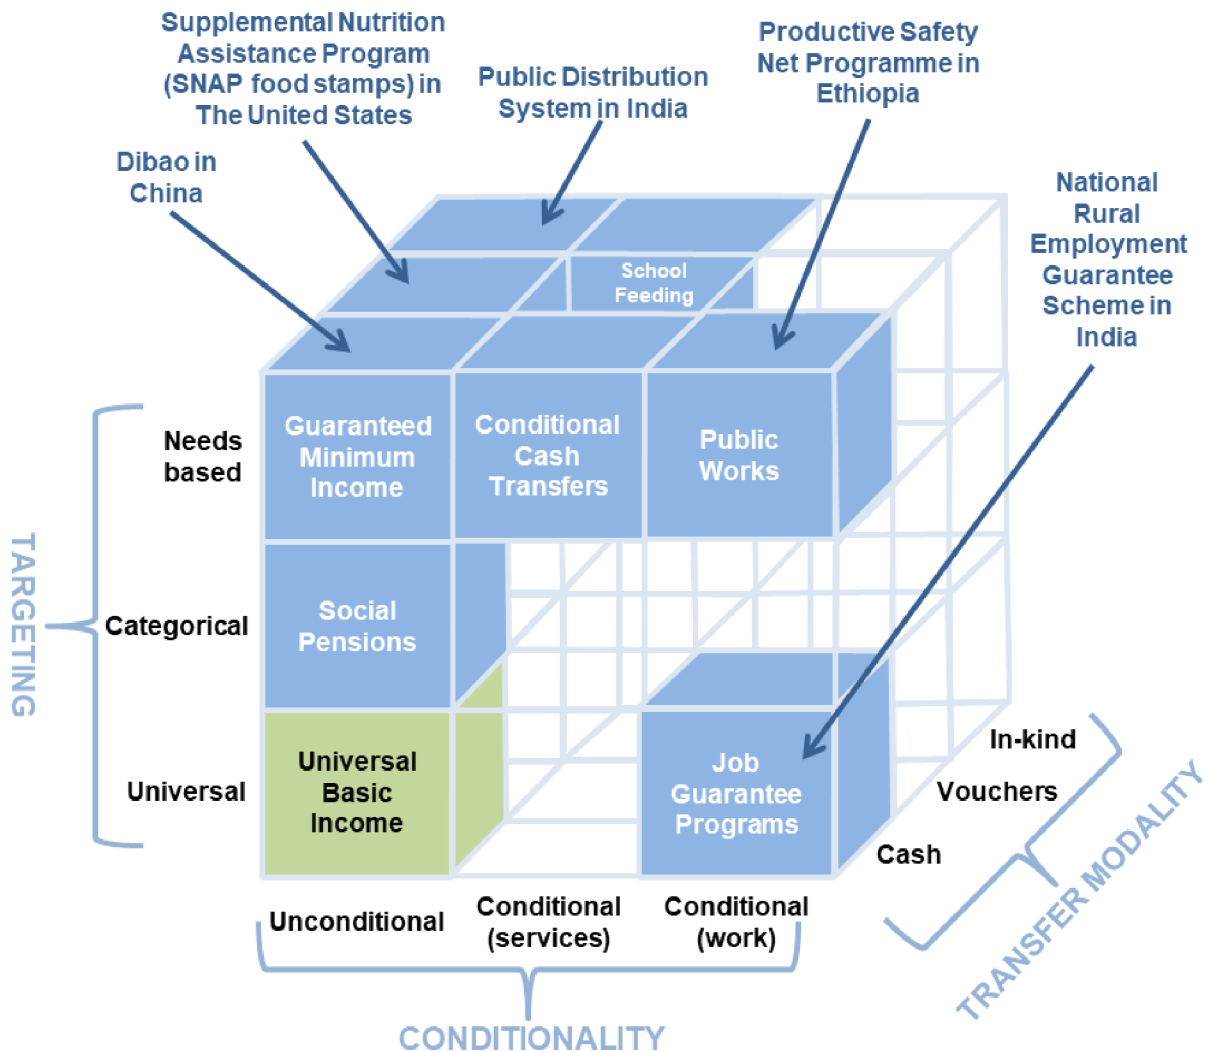 Supplemental Nutrition
Assistance Program
(SNAP food stamps) in
The United States
Public Distribution
System in India
Productive Safety
Net Programme in
Ethiopia
Dibao in
China
National
Rural
Employment
Guarantee
Scheme in
India
School
Feeding
Needs
based
Guaranteed
Minimum
Income
Conditional
Cash
Transfers
Public
Works
TARGETING
Categorical
Social
Pensions
Universal
Universal
Basic
Income
Job
Guarantee
Programs
In-kind
Vouchers
Cash
TRANSFER MODALITY
Unconditional
Conditional
(services)
Conditional
(work)
CONDITIONALITY